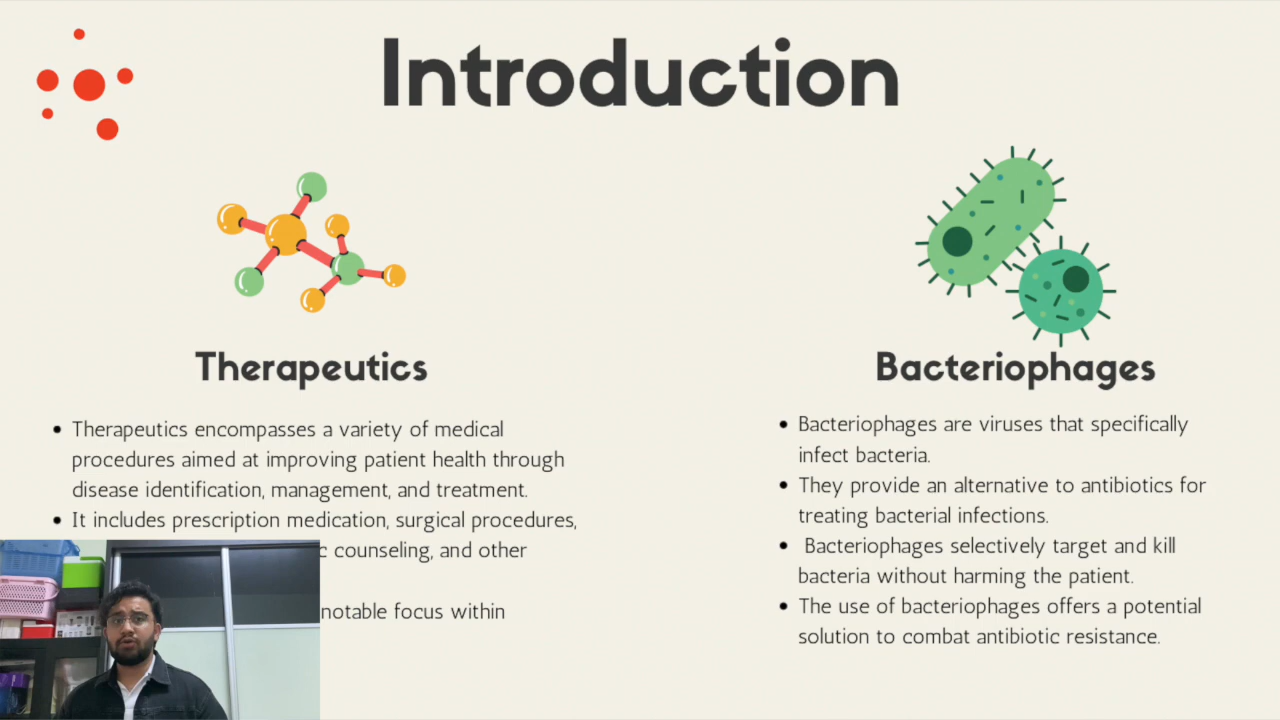 Introduction
Therapeutics
Therapeutics encompasses a variety of medical
procedures aimed at improving patient health through
disease identification, management, and treatment.
It includes prescription medication, surgical procedures,
counseling, and other
notable focus within
Bacteriophages
Bacteriophages are viruses that specifically
infect bacteria.
They provide an alternative to antibiotics for
treating bacterial infections.
Bacteriophages selectively target and kill
bacteria without harming the patient.
The use of bacteriophages offers a potential
solution to combat antibiotic resistance.